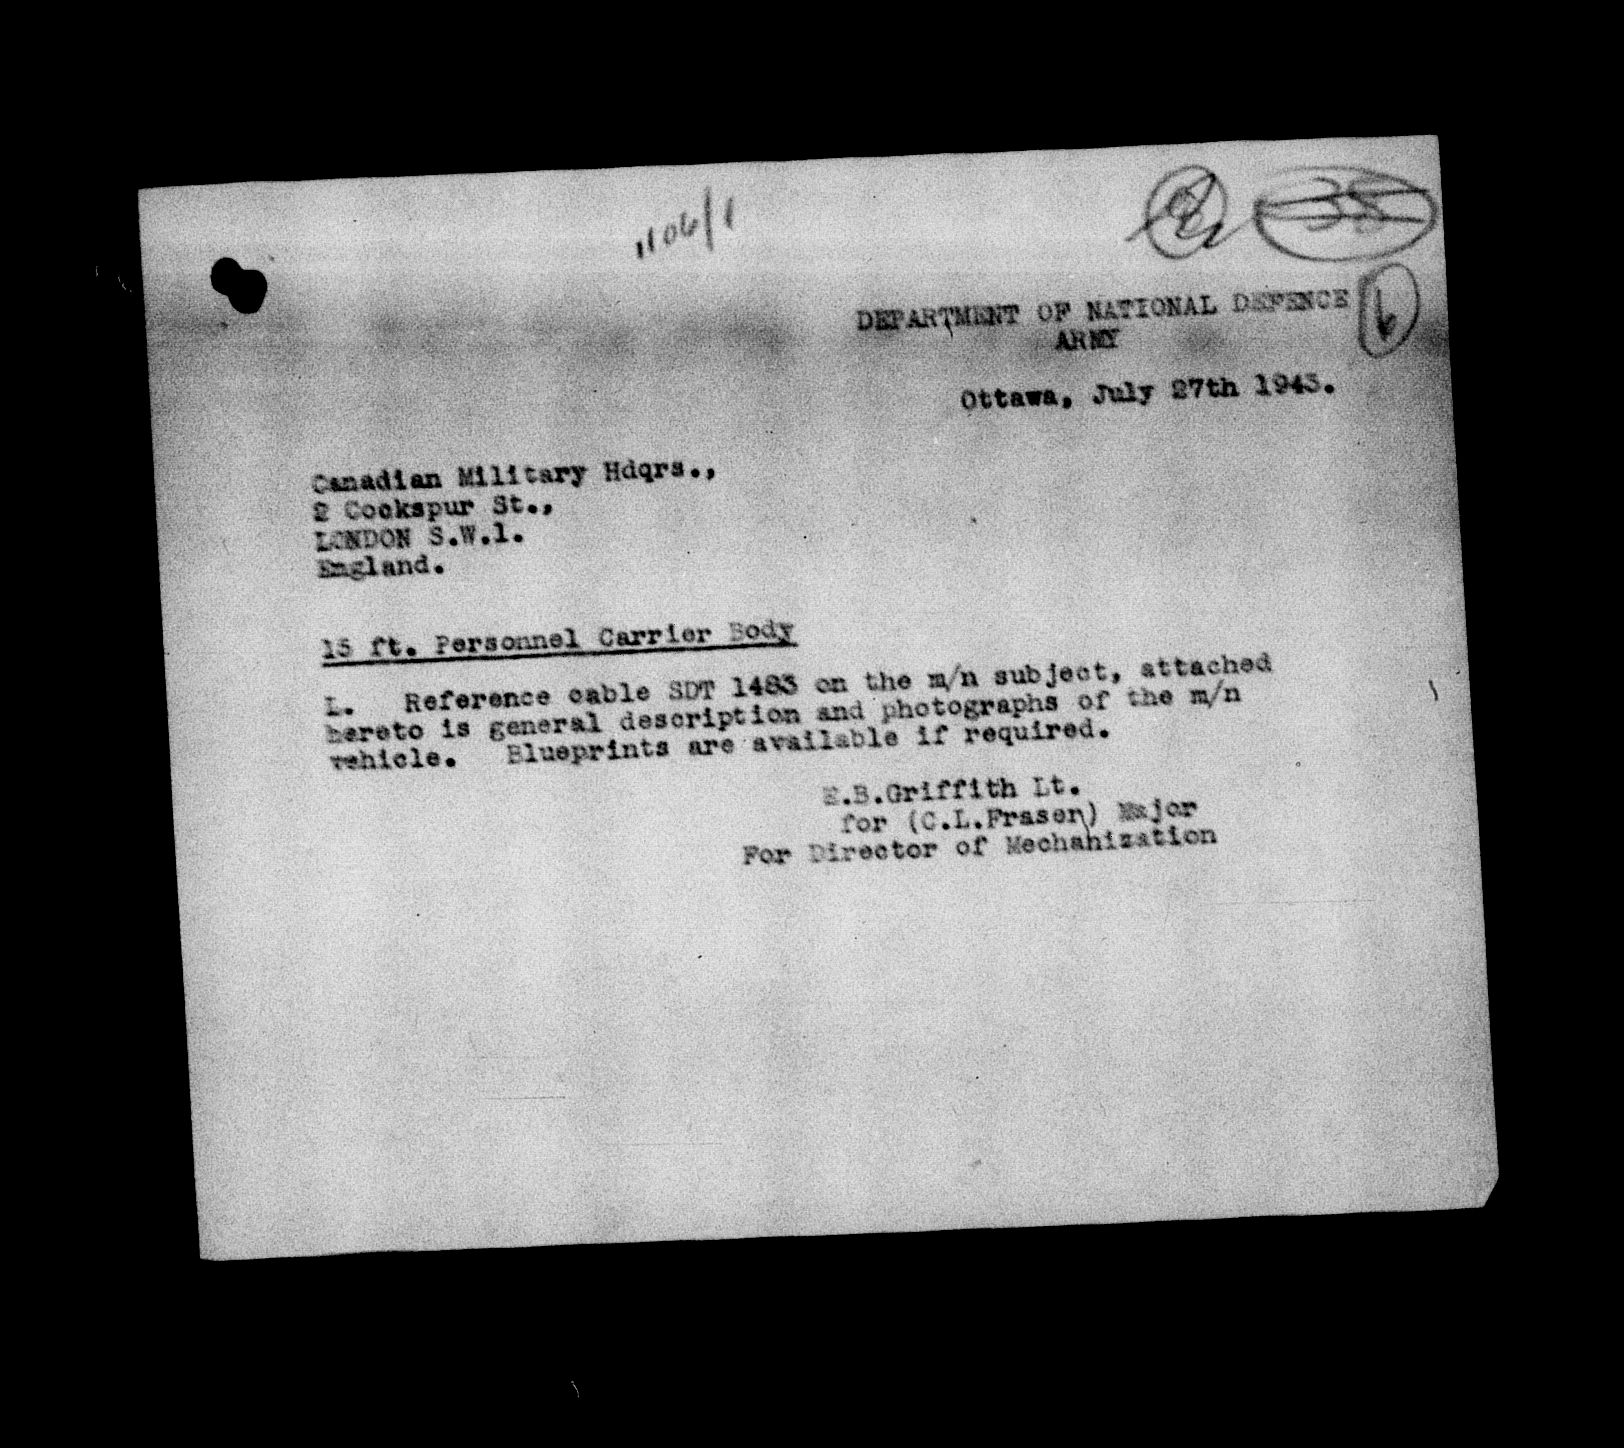 1106/1
38
6
DEPARTMENT OF NATIONAL DEFENCE
ARMY
Ottawa, July 27th 1943.
Canadian Military Hdqrs.,
2 Cockspur St.,
LONDON S.W.1.
England.
15 ft. Personnel Carrier Body
1. Reference cable SDT 1483 on the m/n subject, attached
hereto is general description and photographs of the m/n
vehicle. Blueprints are available if required.
E.B.Griffith Lt.
for (C.L.Fraser) Major
For Director of Mechanization